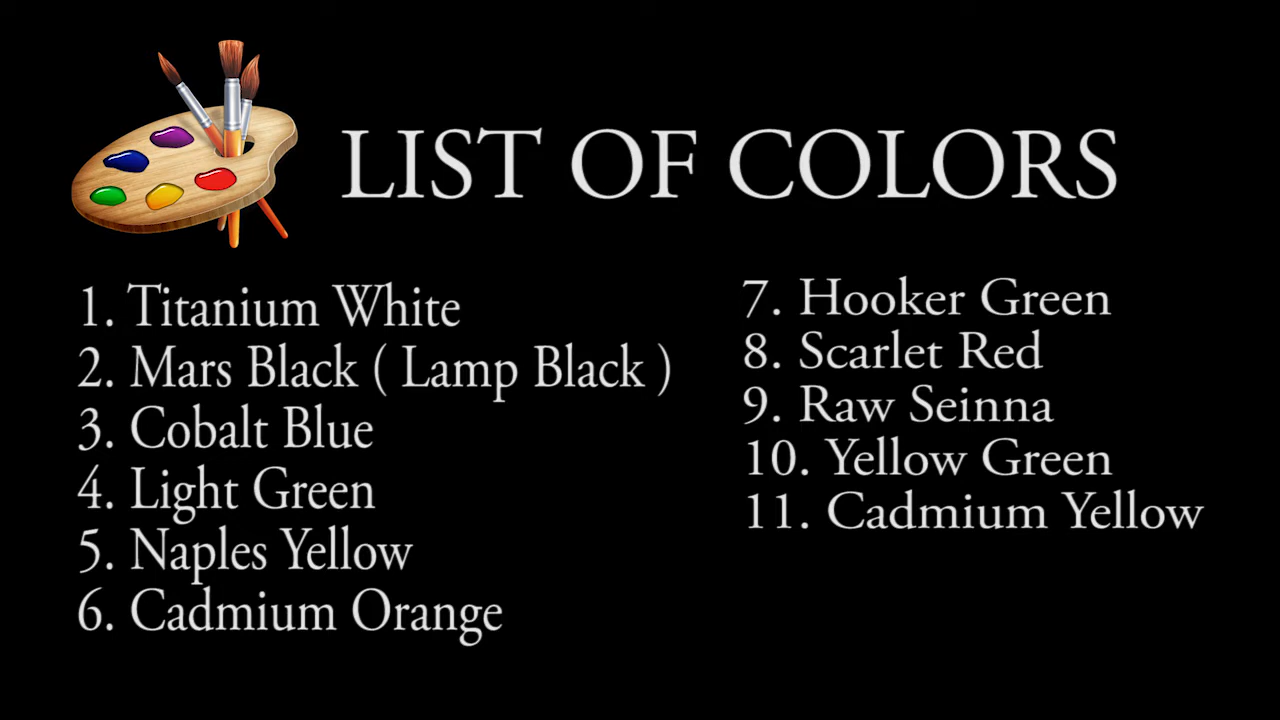 LIST OF COLORS
1. Titanium White
2. Mars Black ( Lamp Black )
3. Cobalt Blue
4. Light Green
5. Naples Yellow
6. Cadmium Orange
7. Hooker Green
8. Scarlet Red
9. Raw Seinna
10. Yellow Green
11. Cadmium Yellow